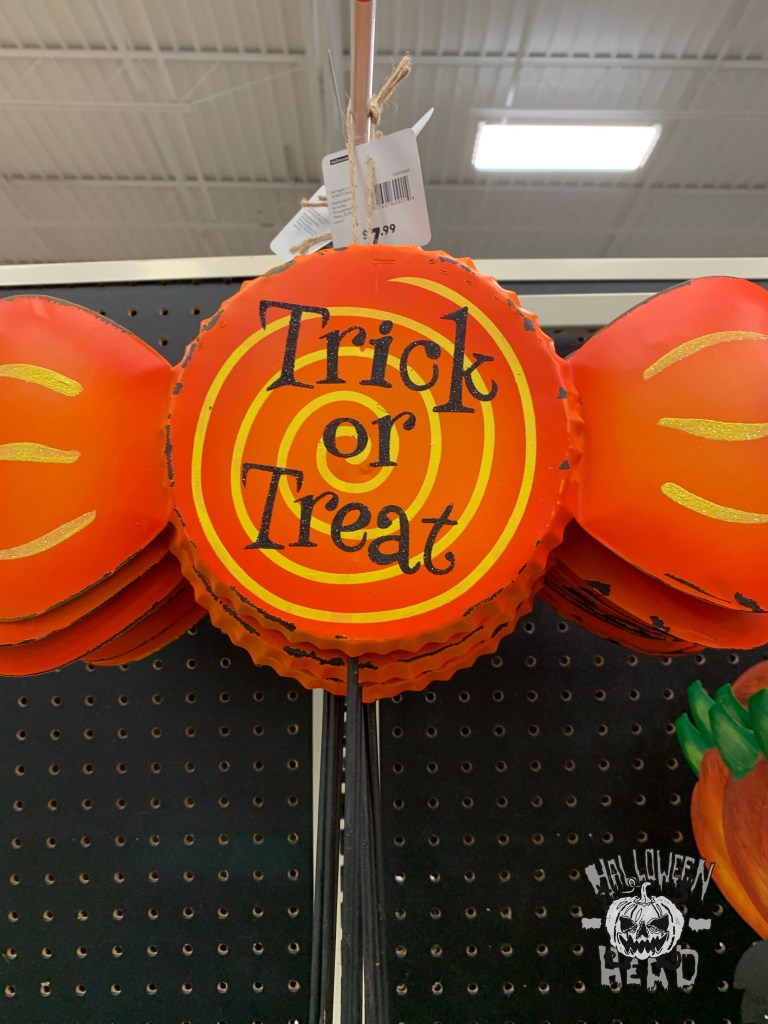 $7.99
Trick
or
Treat
HALLOWEEN
HEAD